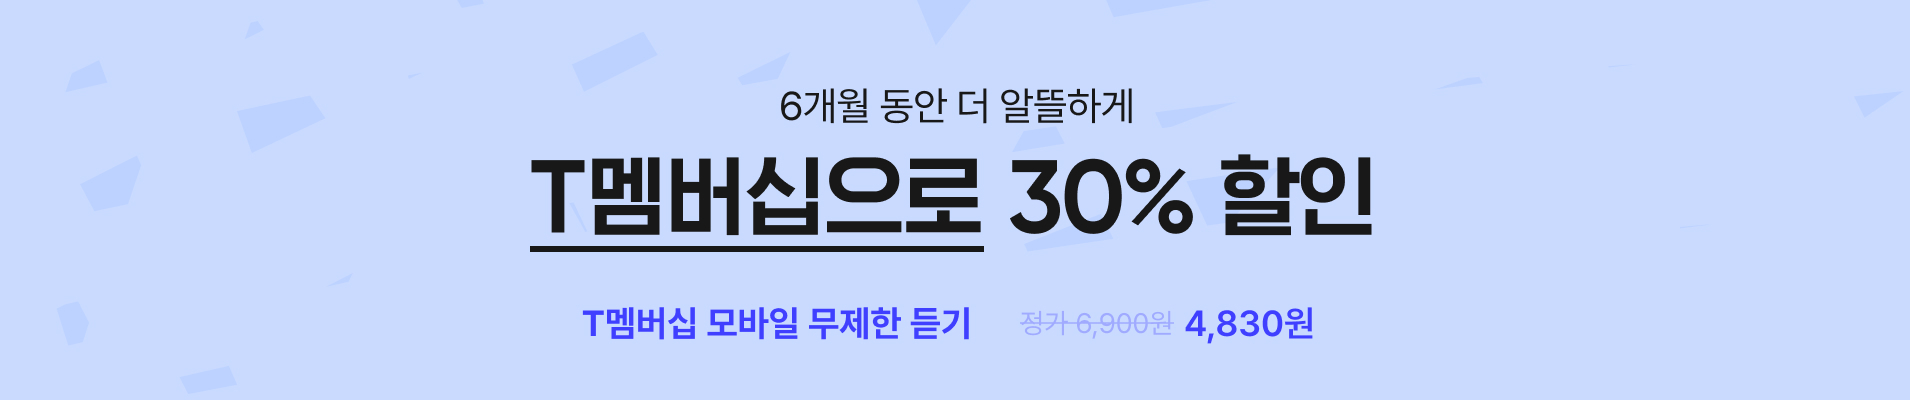 6개월 동안 더 알뜰하게
T멤버십으로 30% 할인
T멤버십 모바일 무제한 듣기 정가 6,900원 4,830원